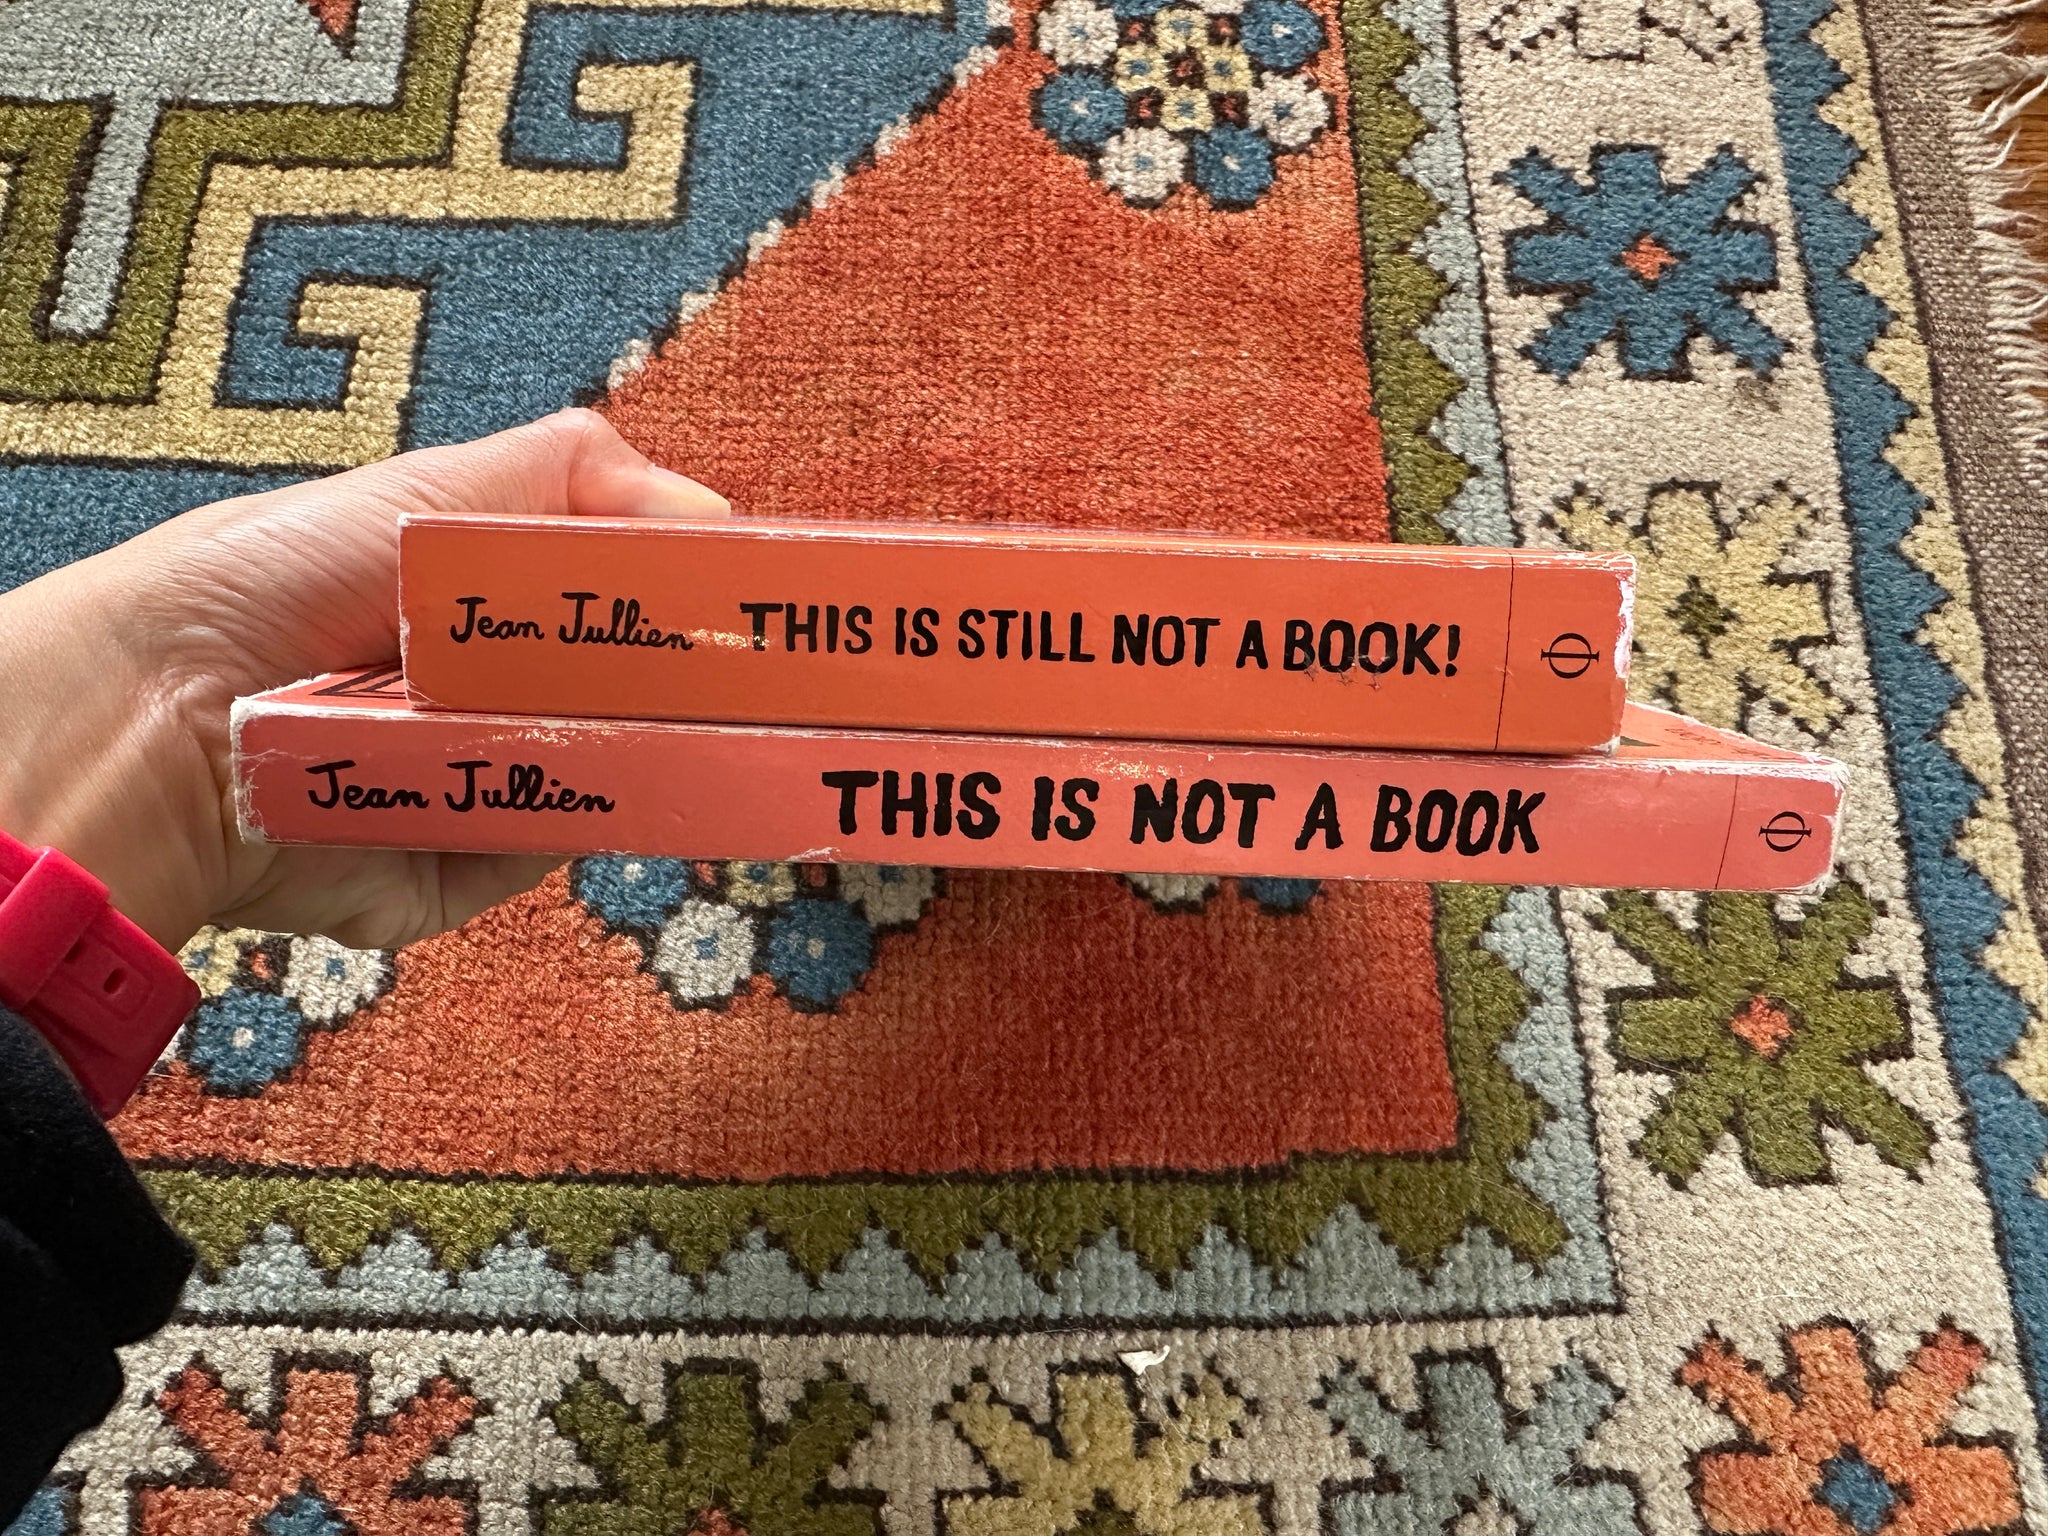 Jean Jullien THIS IS STILL NOT A BOOK!
Jean Jullien THIS IS NOT A BOOK